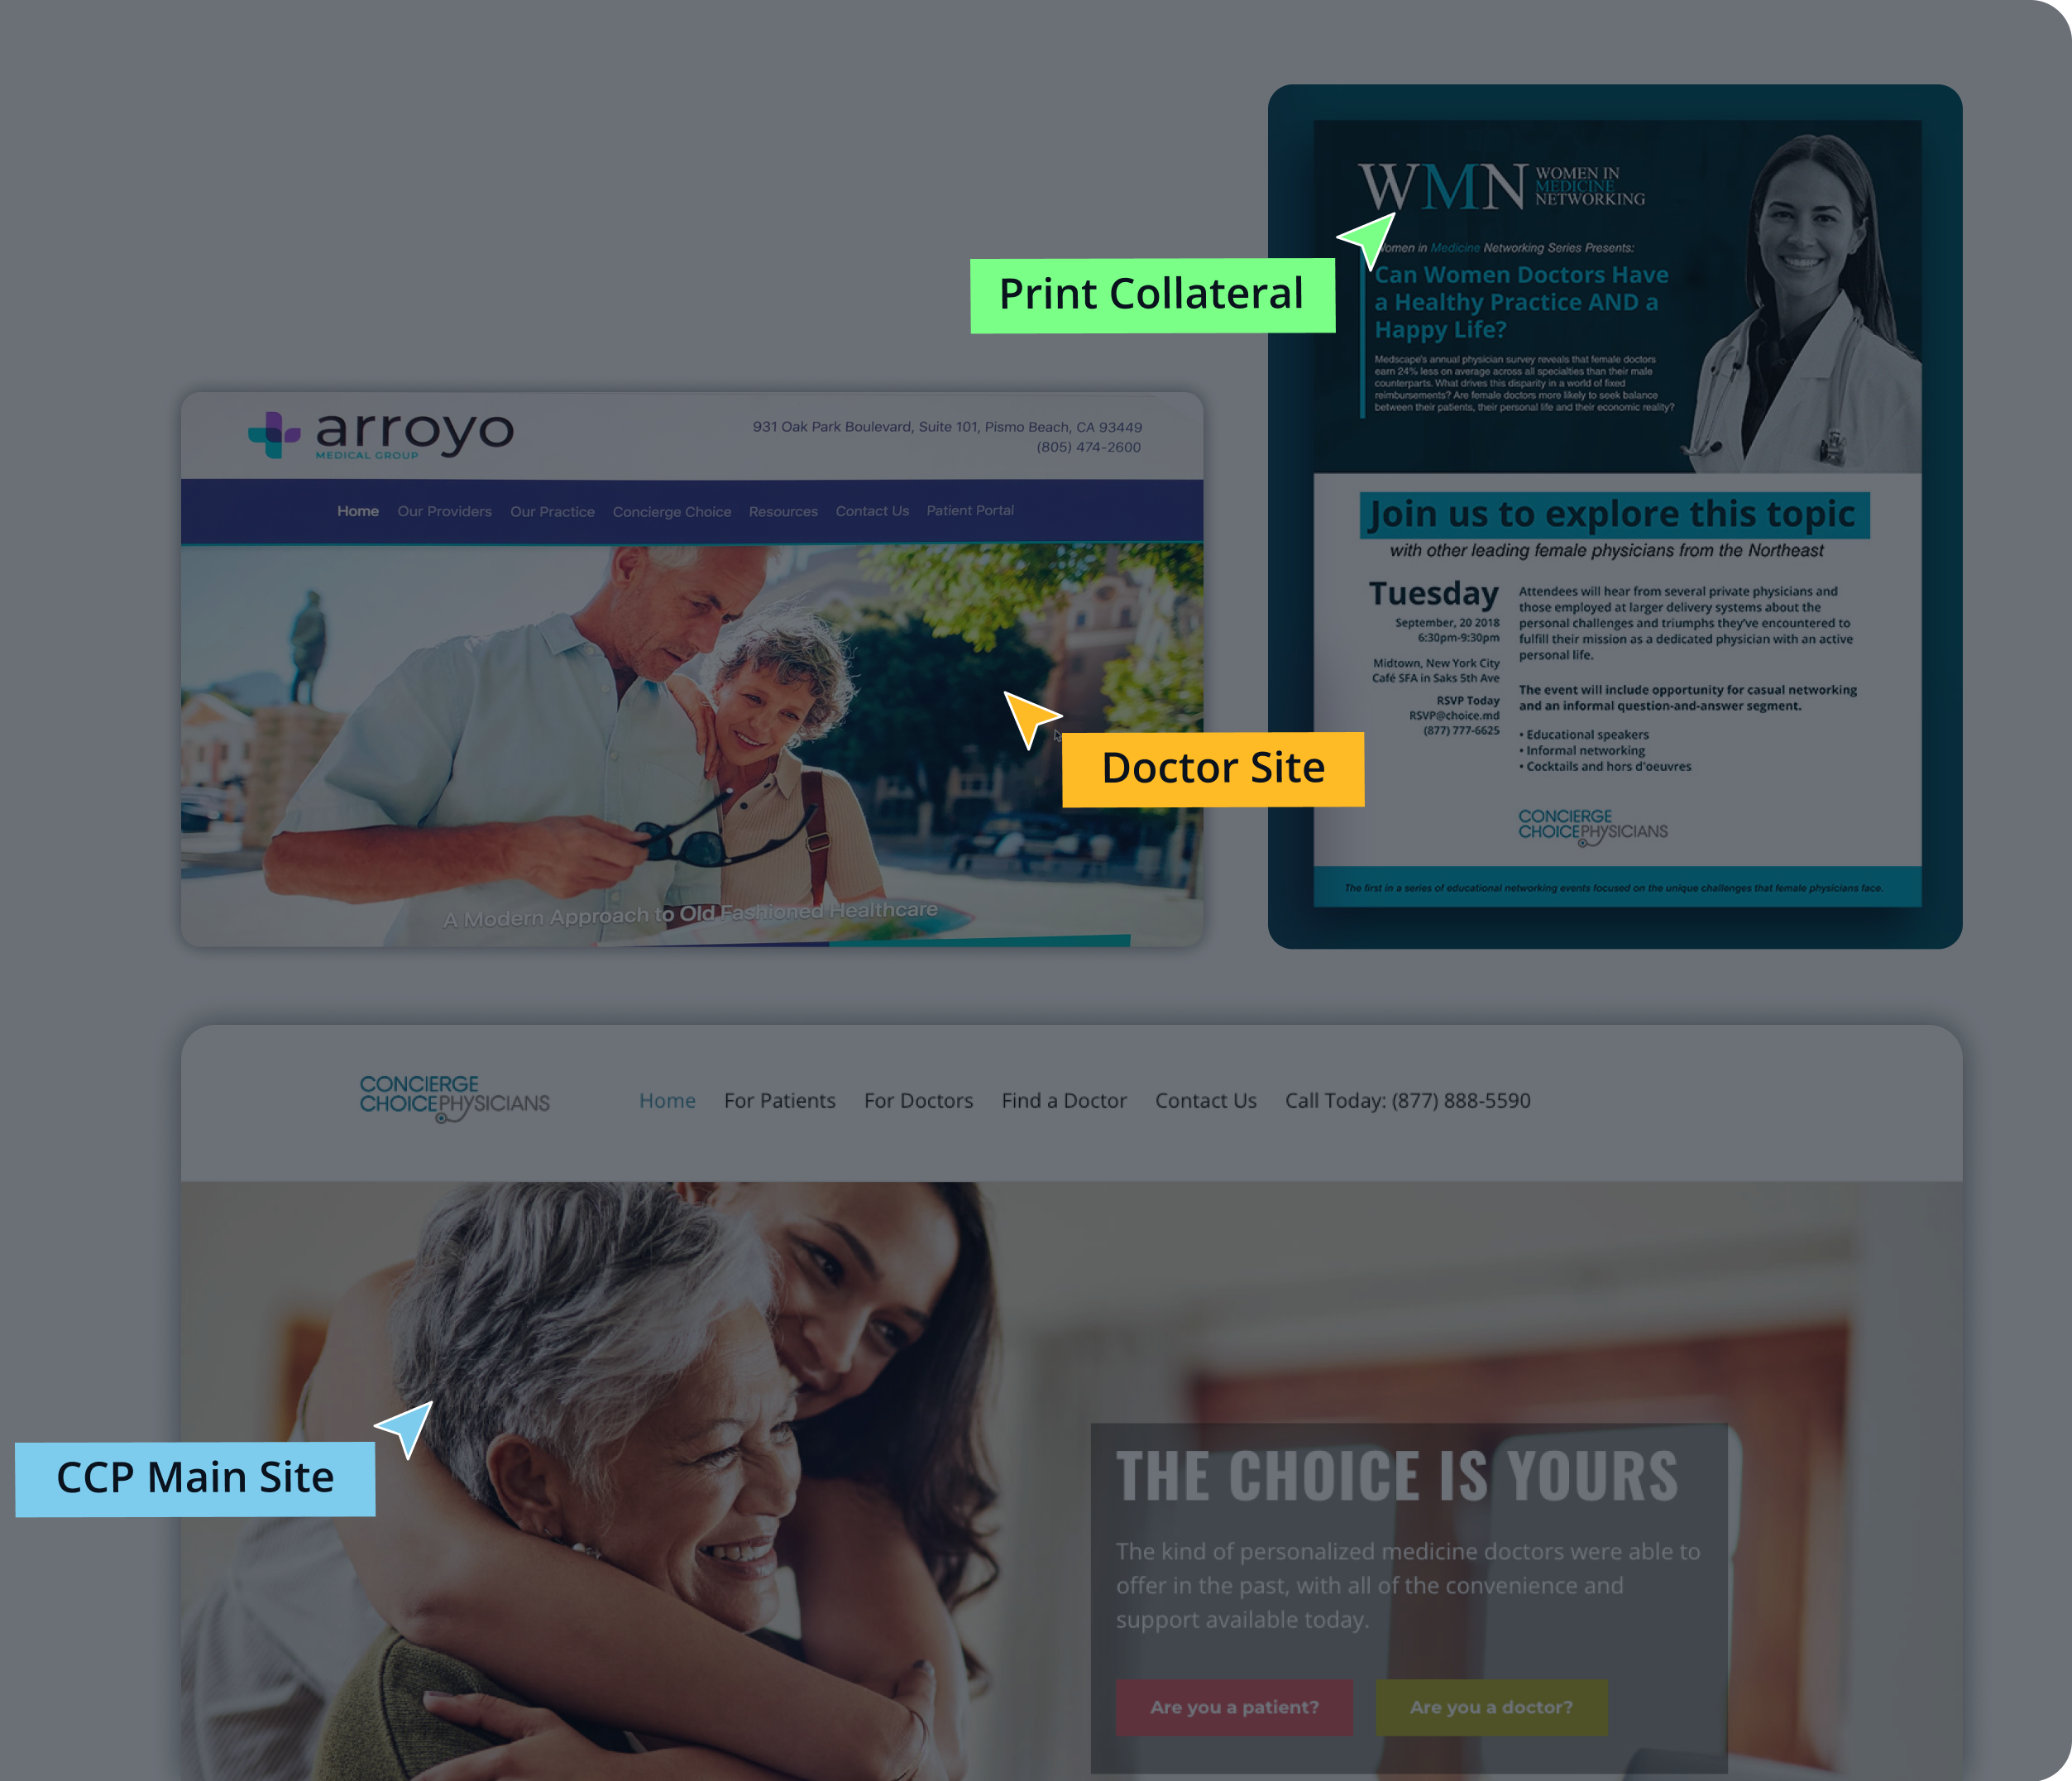 WMN WOMEN IN
MEDICINE
NETWORKING
Women in Medicine Networking Series Presents:
Can Women Doctors Have
a Healthy Practice AND a
Happy Life?
Medscape's annual physician survey reveals that female doctors
earn 24% less on average across all specialties than their male
counterparts. What drives this disparity in a world of fixed
reimbursements? Are female doctors more likely to seek balance
between their patients, their personal life and their economic reality?
Print Collateral
arroyo
MEDICAL GROUP
931 Oak Park Boulevard, Suite 101, Pismo Beach, CA 93449
(805) 474-2600
Home Our Providers Our Practice Concierge Choice Resources Contact Us Patient Portal
A Modern Approach to Old Fashioned Healthcare
Doctor Site
Join us to explore this topic
with other leading female physicians from the Northeast
Tuesday
September, 20 2018
6:30pm-9:30pm
Midtown, New York City
Café SFA in Saks 5th Ave
RSVP Today
RSVP@choice.md
(877) 777-6625
Attendees will hear from several private physicians and
those employed at larger delivery systems about the
personal challenges and triumphs they've encountered to
fulfill their mission as a dedicated physician with an active
personal life.
The event will include opportunity for casual networking
and an informal question-and-answer segment.
• Educational speakers
• Informal networking
• Cocktails and hors d'oeuvres
CONCIERGE
CHOICEPHYSICIANS
The first in a series of educational networking events focused on the unique challenges that female physicians face.
CONCIERGE
CHOICEPHYSICIANS
Home For Patients For Doctors Find a Doctor Contact Us Call Today: (877) 888-5590
CCP Main Site
THE CHOICE IS YOURS
The kind of personalized medicine doctors were able to
offer in the past, with all of the convenience and
support available today.
Are you a patient? Are you a doctor?